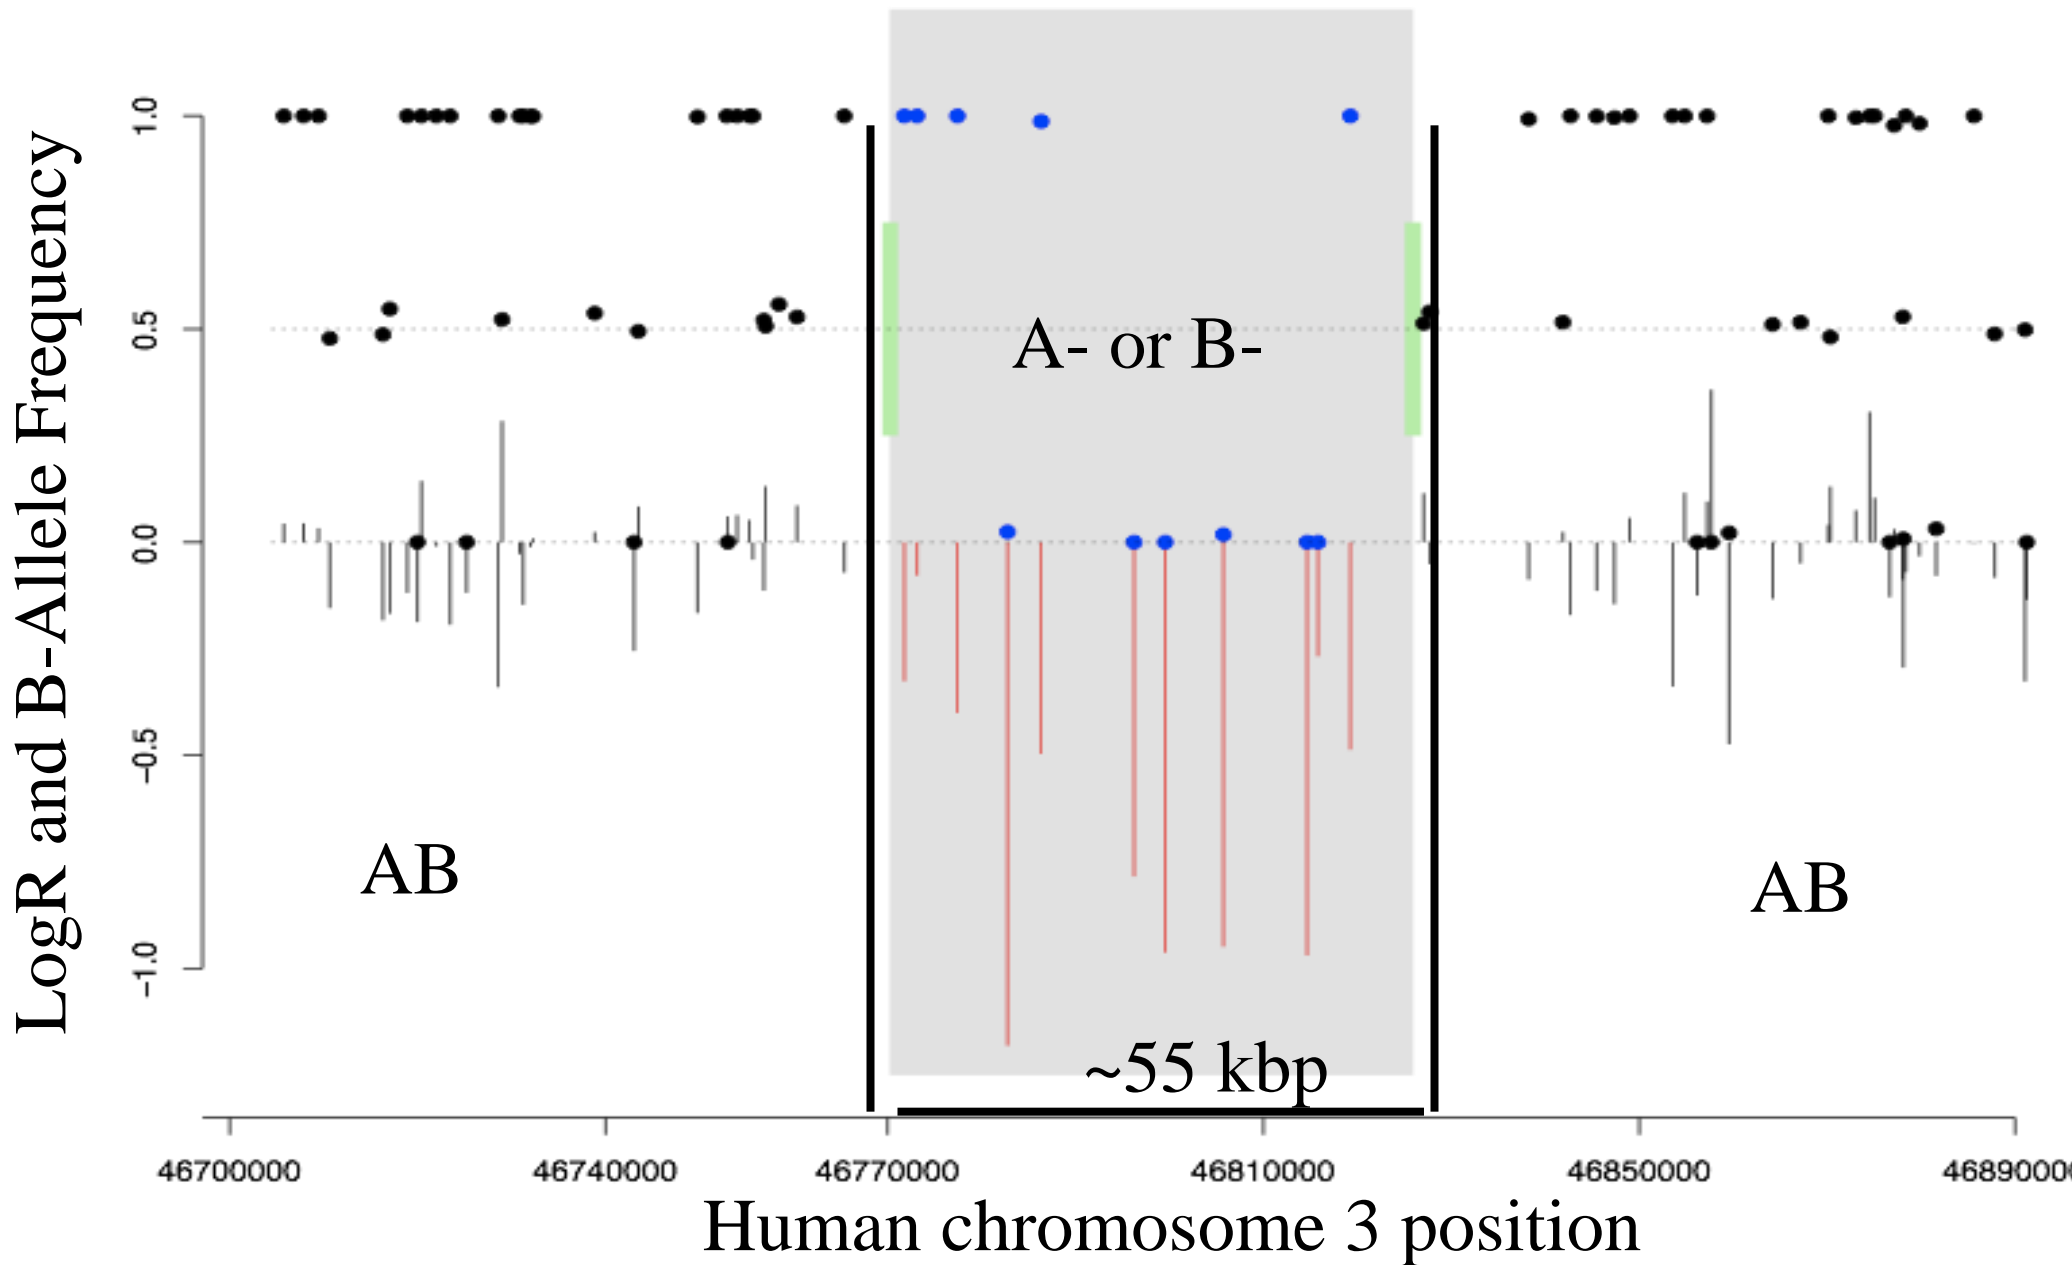 LogR and B-Allele Frequency
1.0
0.5
0.0
-0.5
-1.0
A- or B-
AB
AB
~55 kbp
46700000 46740000 46770000 46810000 46850000 4689000
Human chromosome 3 position